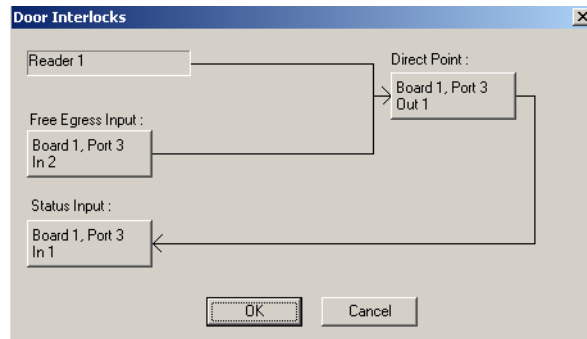 Door Interlocks
Reader 1
Direct Point :
Board 1, Port 3
Out 1
Free Egress Input :
Board 1, Port 3
In 2
Status Input :
Board 1, Port 3
In 1
OK
Cancel